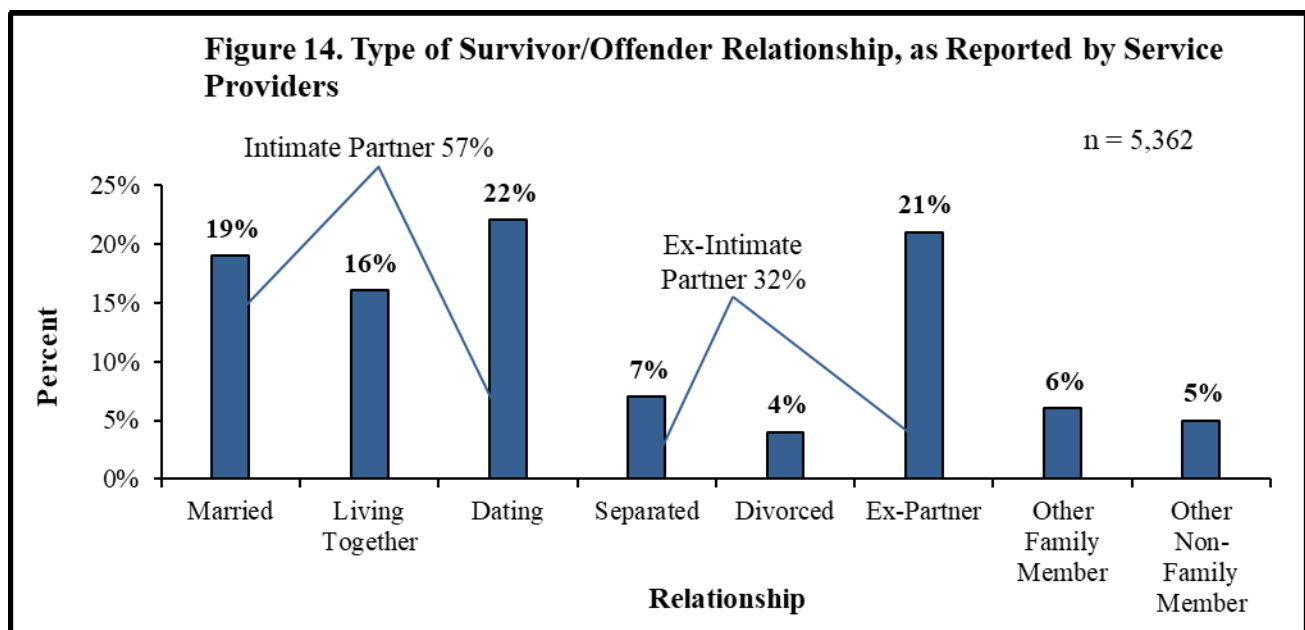 Figure 14. Type of Survivor/Offender Relationship, as Reported by Service
Providers
Intimate Partner 57%
n = 5,362
Ex-Intimate
Partner 32%
Percent
25%
20%
15%
10%
5%
0%
19%
16%
22%
7%
4%
21%
6%
5%
Married
Living
Together
Dating
Separated
Divorced
Ex-Partner
Other
Family
Member
Other
Non-
Family
Member
Relationship